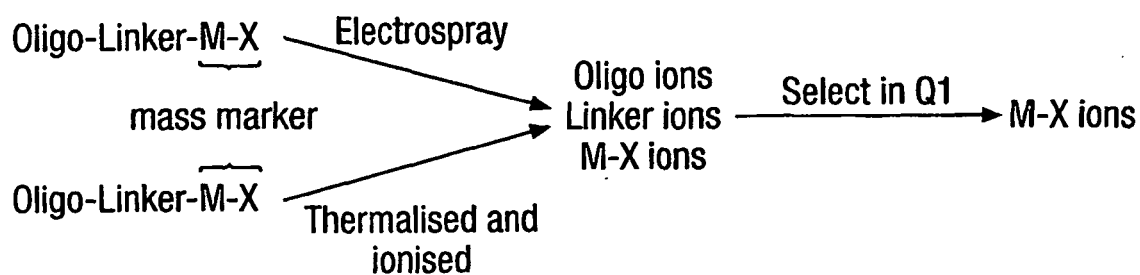 Oligo-Linker-M-X
Electrospray
mass marker
Oligo-Linker-M-X
Thermalised and
ionised
Oligo ions
Linker ions
M-X ions
Select in Q1
M-X ions